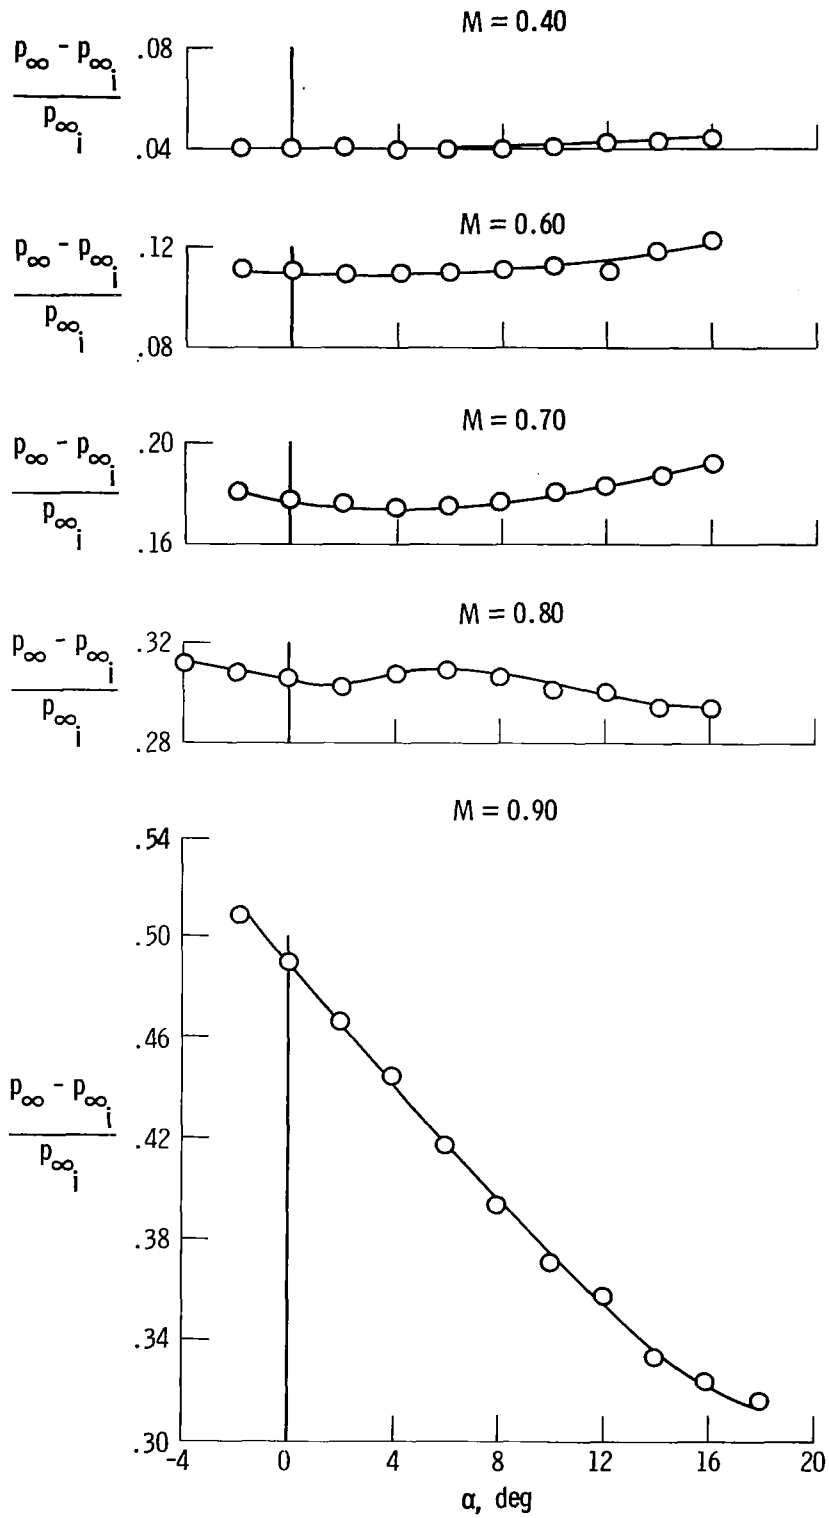 M = 0.40
.08
p∞ - p∞i
p∞i
.04
M = 0.60
.12
p∞ - p∞i
p∞i
.08
M = 0.70
.20
p∞ - p∞i
p∞i
.16
M = 0.80
.32
p∞ - p∞i
p∞i
.28
M = 0.90
.54
.50
.46
p∞ - p∞i
p∞i
.42
.38
.34
.30
-4 0 4 8 12 16 20
α, deg